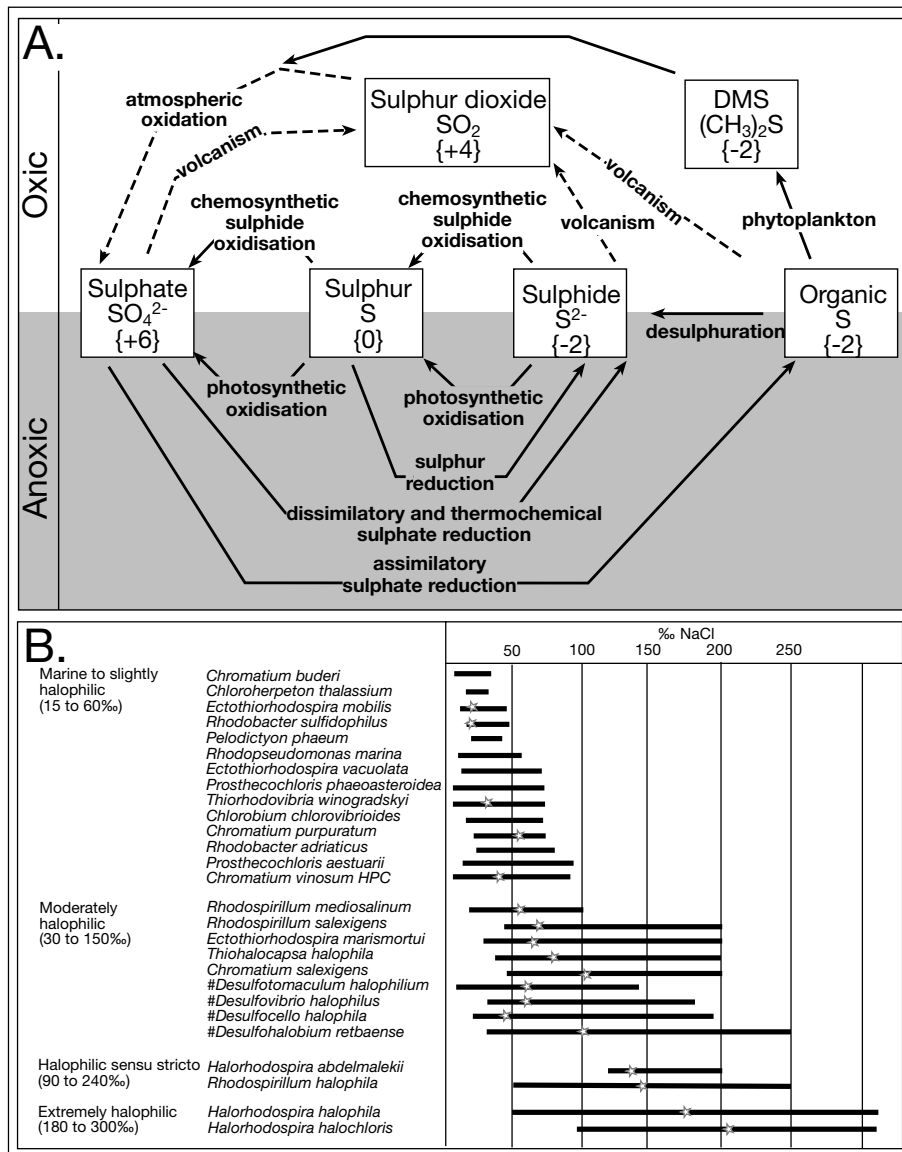 A.
Oxic
Anoxic
atmospheric
oxidation
volcanism
Sulphur dioxide
SO₂
{+4}
DMS
(CH₃)₂S
{-2}
chemosynthetic
sulphide
oxidisation
chemosynthetic
sulphide
oxidisation
volcanism
volcanism
phytoplankton
Sulphate
SO₄²⁻
{+6}
Sulphur
S
{0}
Sulphide
S²⁻
{-2}
Organic
S
{-2}
desulphuration
photosynthetic
oxidisation
photosynthetic
oxidisation
sulphur
reduction
dissimilatory and thermochemical
sulphate reduction
assimilatory
sulphate reduction
B.
‰ NaCl
50 100 150 200 250
Marine to slightly
halophilic
(15 to 60‰)
Chromatium buderi
Chloroherpeton thalassium
Ectothiorhodospira mobilis
Rhodobacter sulfidophilus
Pelodictyon phaeum
Rhodopseudomonas marina
Ectothiorhodospira vacuolata
Prosthecochloris phaeoasteroidea
Thiorhodovibria winogradskyi
Chlorobium chlorovibrioides
Chromatium purpuratum
Rhodobacter adriaticus
Prosthecochloris aestuarii
Chromatium vinosum HPC
Moderately
halophilic
(30 to 150‰)
Rhodospirillum mediosalinum
Rhodospirillum salexigens
Ectothiorhodospira marismortui
Thiohalocapsa halophila
Chromatium salexigens
#Desulfotomaculum halophilium
#Desulfovibrio halophilus
#Desulfocello halophila
#Desulfohalobium retbaense
Halophilic sensu stricto
(90 to 240‰)
Halorhodospira abdelmalekii
Rhodospirillum halophila
Extremely halophilic
(180 to 300‰)
Halorhodospira halophila
Halorhodospira halochloris